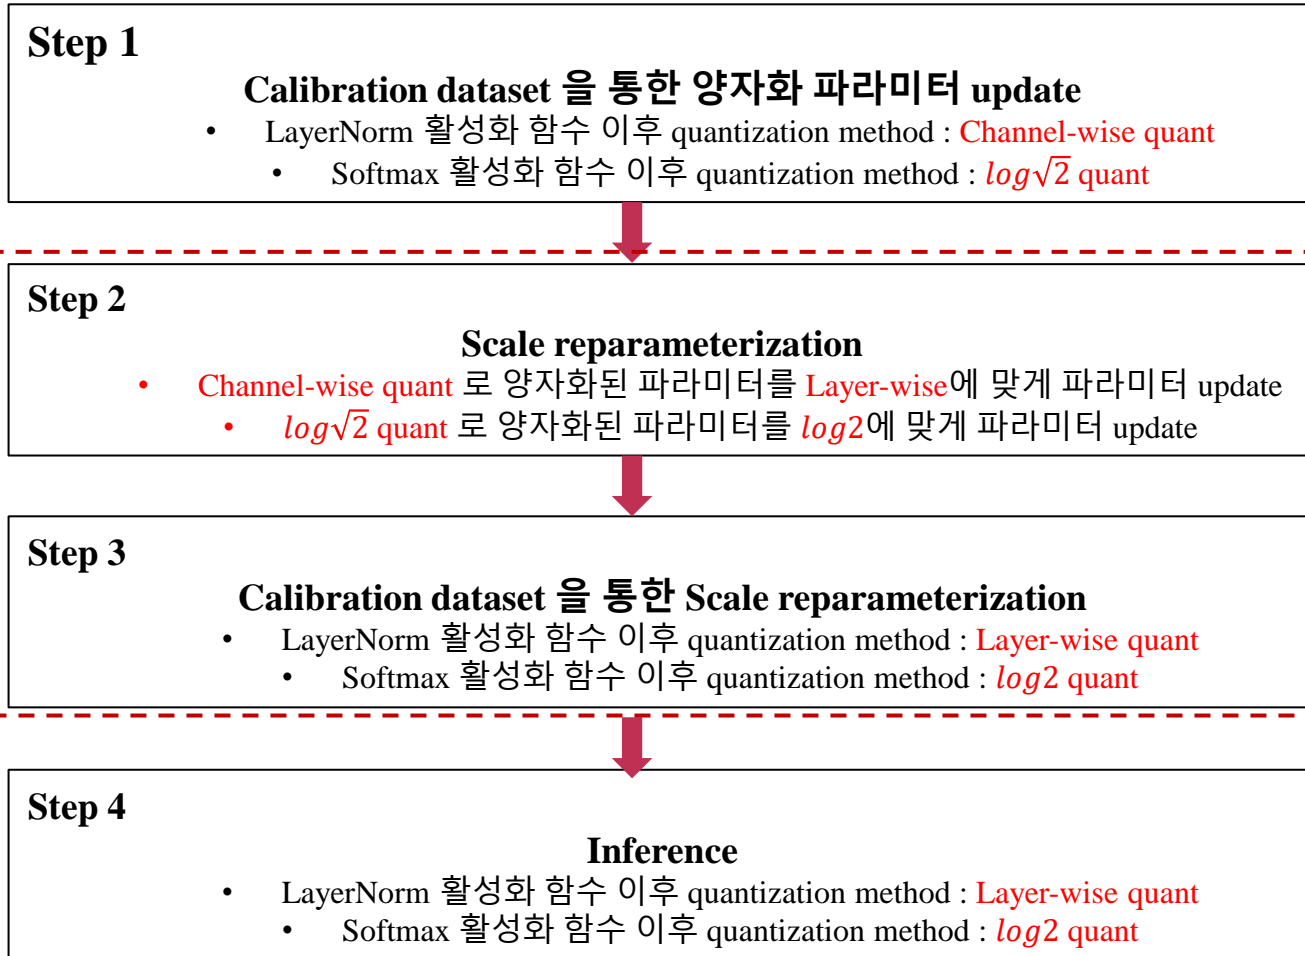 Step 1
Calibration dataset 을 통한 양자화 파라미터 update
• LayerNorm 활성화 함수 이후 quantization method : Channel-wise quant
• Softmax 활성화 함수 이후 quantization method : log√2 quant
Step 2
Scale reparameterization
• Channel-wise quant 로 양자화된 파라미터를 Layer-wise에 맞게 파라미터 update
• log√2 quant 로 양자화된 파라미터를 log2에 맞게 파라미터 update
Step 3
Calibration dataset 을 통한 Scale reparameterization
• LayerNorm 활성화 함수 이후 quantization method : Layer-wise quant
• Softmax 활성화 함수 이후 quantization method : log2 quant
Step 4
Inference
• LayerNorm 활성화 함수 이후 quantization method : Layer-wise quant
• Softmax 활성화 함수 이후 quantization method : log2 quant